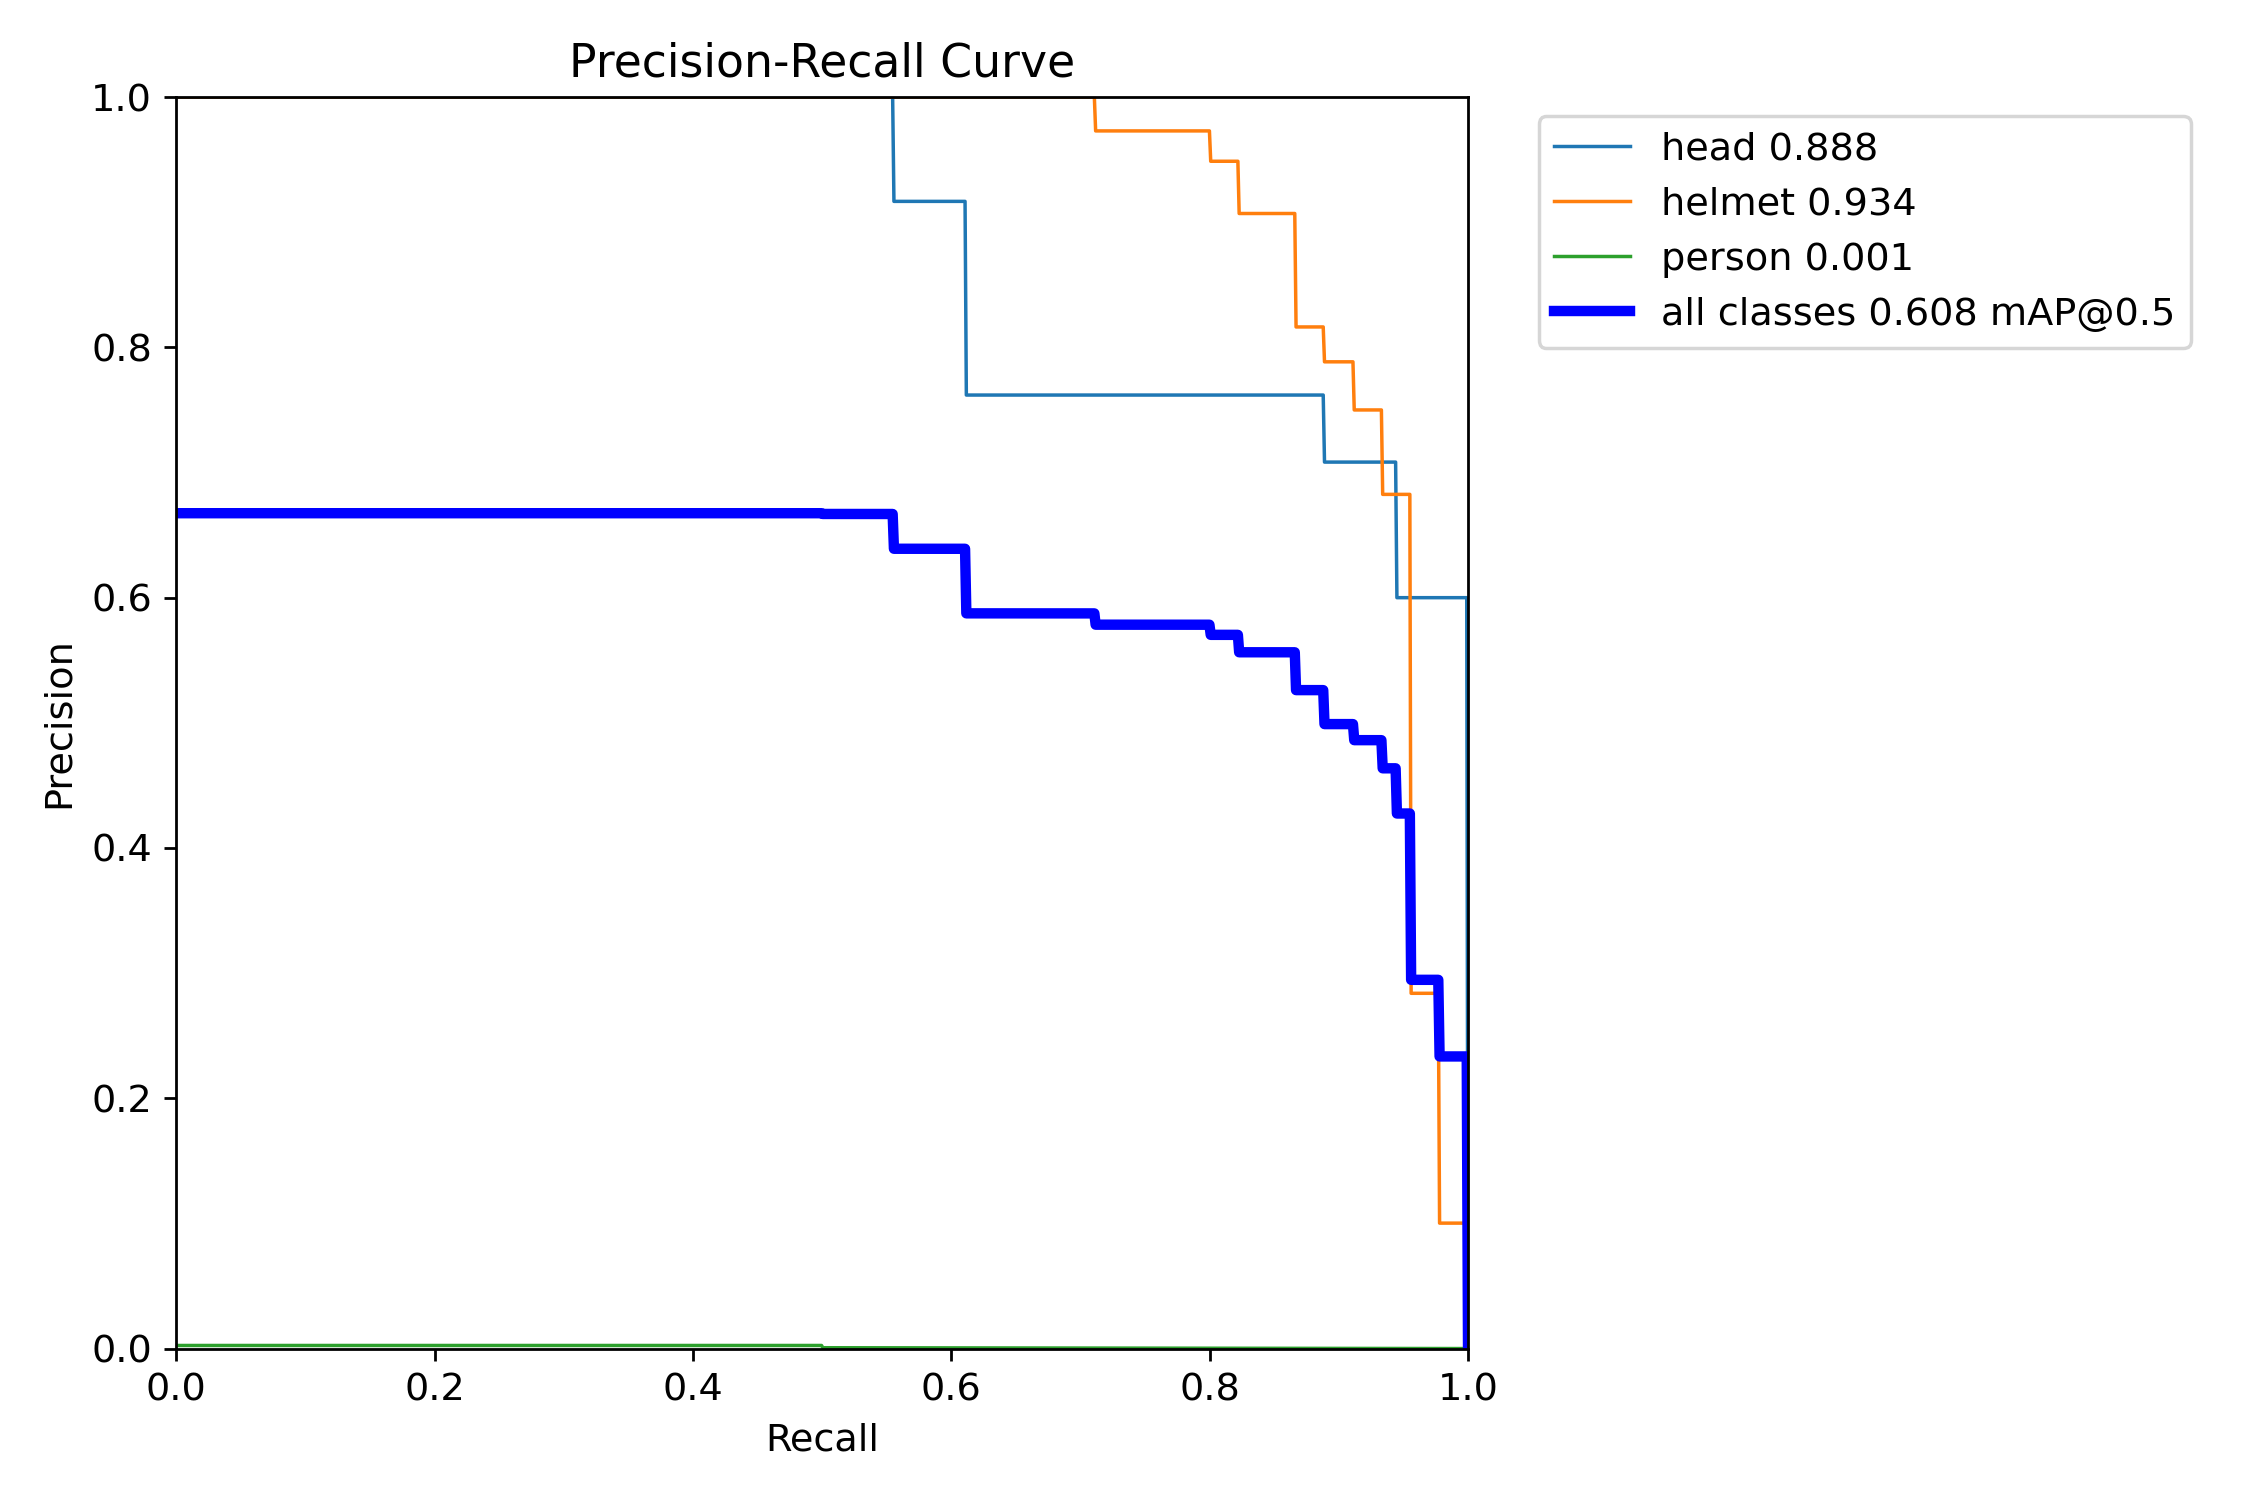 Precision-Recall Curve
1.0
0.8
0.6
0.4
0.2
0.0
Precision
0.0 0.2 0.4 0.6 0.8 1.0
Recall
head 0.888
helmet 0.934
person 0.001
all classes 0.608 mAP@0.5